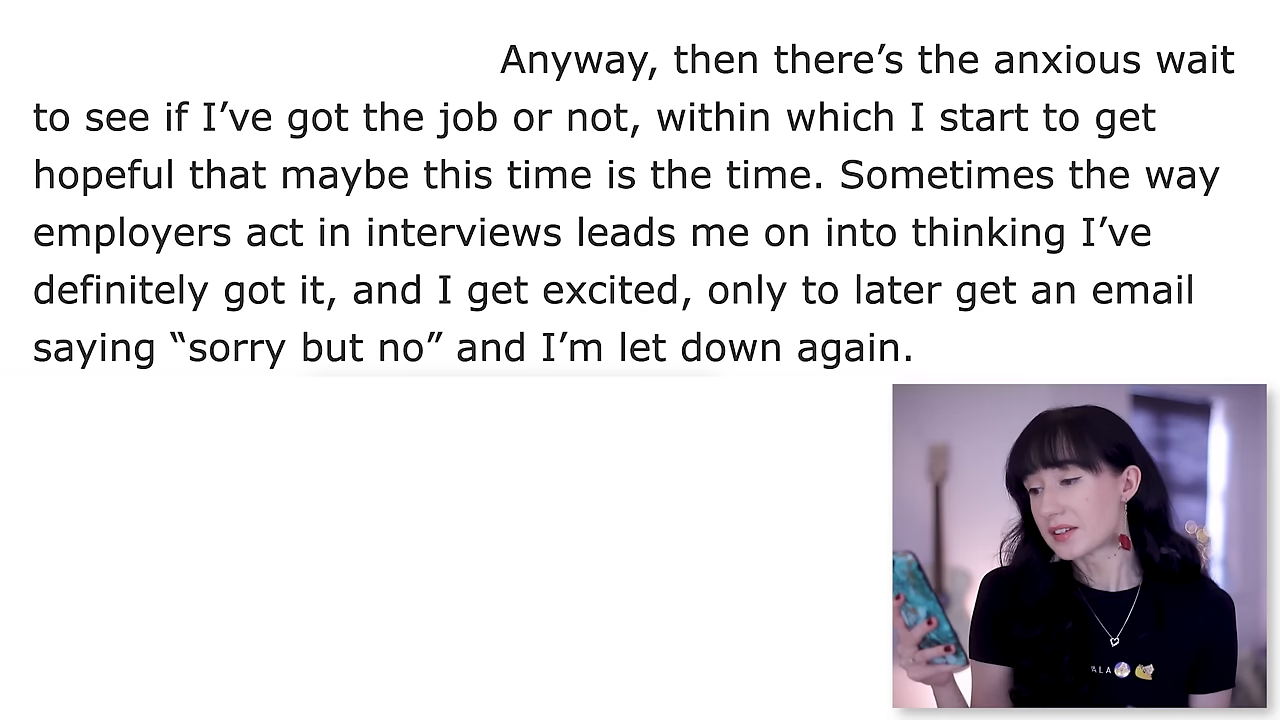 Anyway, then there’s the anxious wait
to see if I’ve got the job or not, within which I start to get
hopeful that maybe this time is the time. Sometimes the way
employers act in interviews leads me on into thinking I’ve
definitely got it, and I get excited, only to later get an email
saying “sorry but no” and I’m let down again.